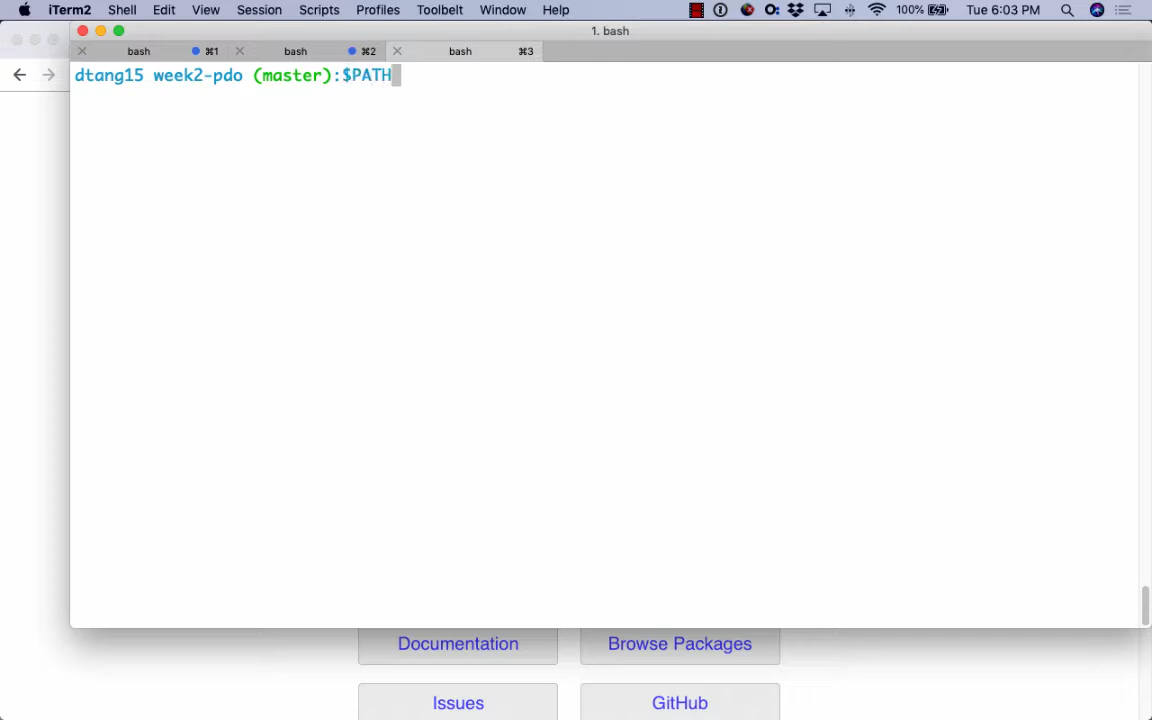 iTerm2 Shell Edit View Session Scripts Profiles Toolbelt Window Help 100% Tue 6:03 PM
1. bash
bash ⌘1 bash ⌘2 bash ⌘3
dtang15 week2-pdo (master):$PATH
Documentation Browse Packages
Issues GitHub